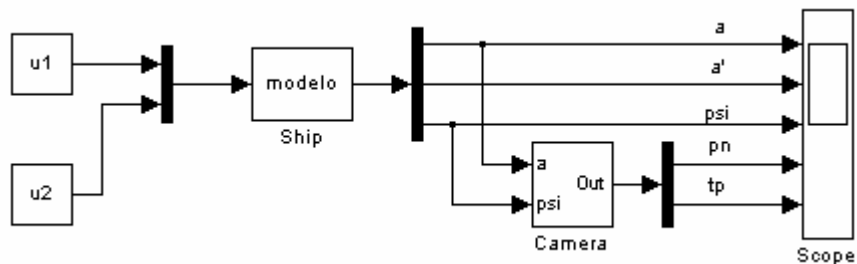 u1
u2
modelo
Ship
a
a'
psi
pn
tp
a
psi
Out
Camera
Scope